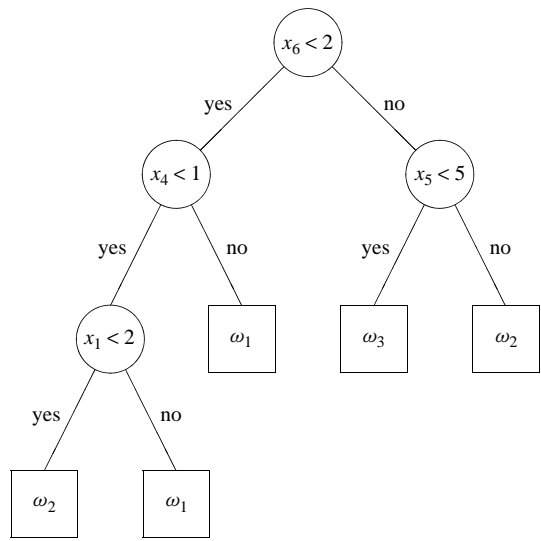 x₆ < 2
yes
no
x₄ < 1
x₅ < 5
yes
no
yes
no
x₁ < 2
ω₁
ω₃
ω₂
yes
no
ω₂
ω₁